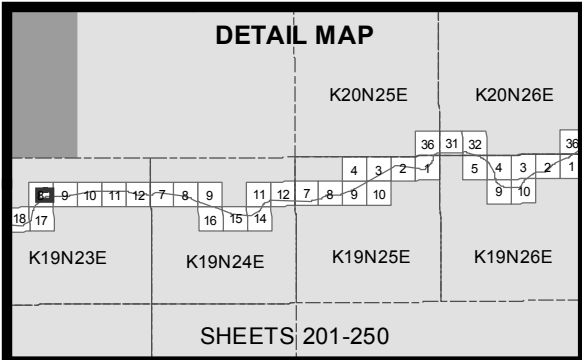 DETAIL MAP
K20N25E K20N26E
36 31 32 36
4 3 2 1 5 4 3 2 1
9 10 11 12 7 8 9 11 12 7 8 9 10 9 10
18 17 16 15 14
K19N23E K19N24E K19N25E K19N26E
SHEETS 201-250